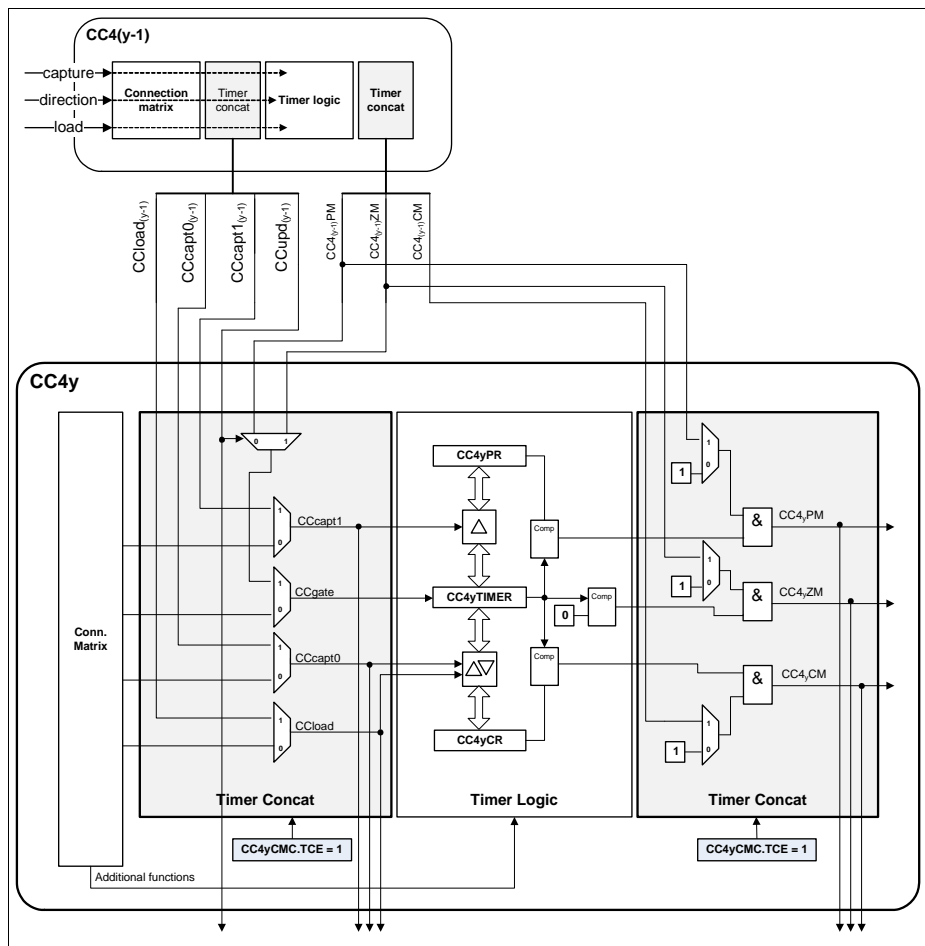 CC4(y-1)
capture
direction
load
Connection matrix
Timer concat
Timer logic
Timer concat
CCload(y-1)
CCcapt0(y-1)
CCcapt1(y-1)
CCupd(y-1)
CC4(y-1)PM
CC4(y-1)ZM
CC4(y-1)CM
CC4y
Conn. Matrix
0 1
1
0
CCcapt1
1
0
CCgate
1
0
CCcapt0
1
0
CCload
Timer Concat
CC4yCMC.TCE = 1
CC4yPR
Comp
CC4yTIMER
0
Comp
Comp
CC4yCR
Timer Logic
1
0
1
&
CC4yPM
1
0
1
&
CC4yZM
&
CC4yCM
1
0
1
Timer Concat
CC4yCMC.TCE = 1
Additional functions